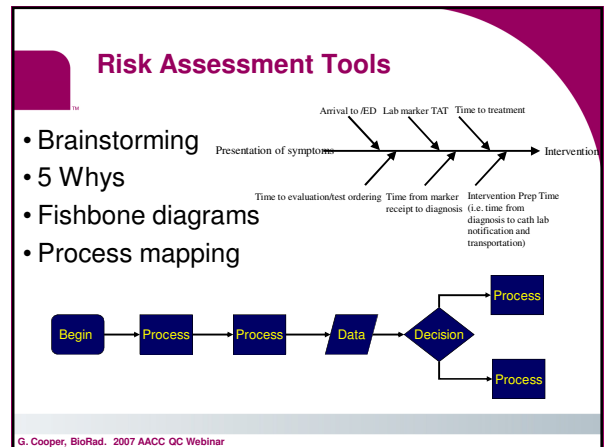 Risk Assessment Tools
TM
• Brainstorming
• 5 Whys
• Fishbone diagrams
• Process mapping
Arrival to /ED
Lab marker TAT
Time to treatment
Presentation of symptoms
Intervention
Time to evaluation/test ordering
Time from marker
receipt to diagnosis
Intervention Prep Time
(i.e. time from
diagnosis to cath lab
notification and
transportation)
Begin
Process
Process
Data
Decision
Process
Process
G. Cooper, BioRad. 2007 AACC QC Webinar